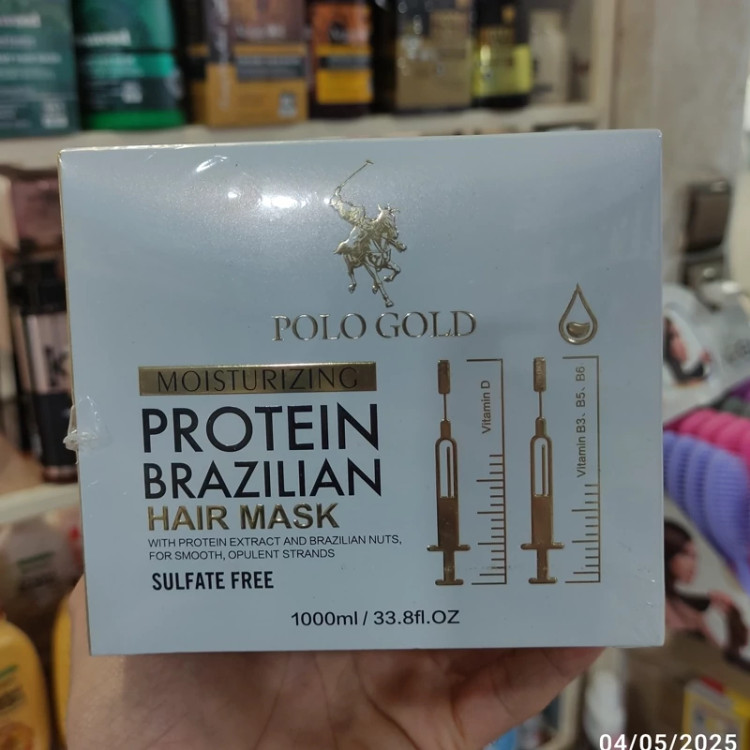 POLO GOLD
MOISTURIZING
PROTEIN
BRAZILIAN
HAIR MASK
WITH PROTEIN EXTRACT AND BRAZILIAN NUTS,
FOR SMOOTH, OPULENT STRANDS
SULFATE FREE
Vitamin D
Vitamin B3、B5、B6
1000ml / 33.8fl.OZ
04/05/2025